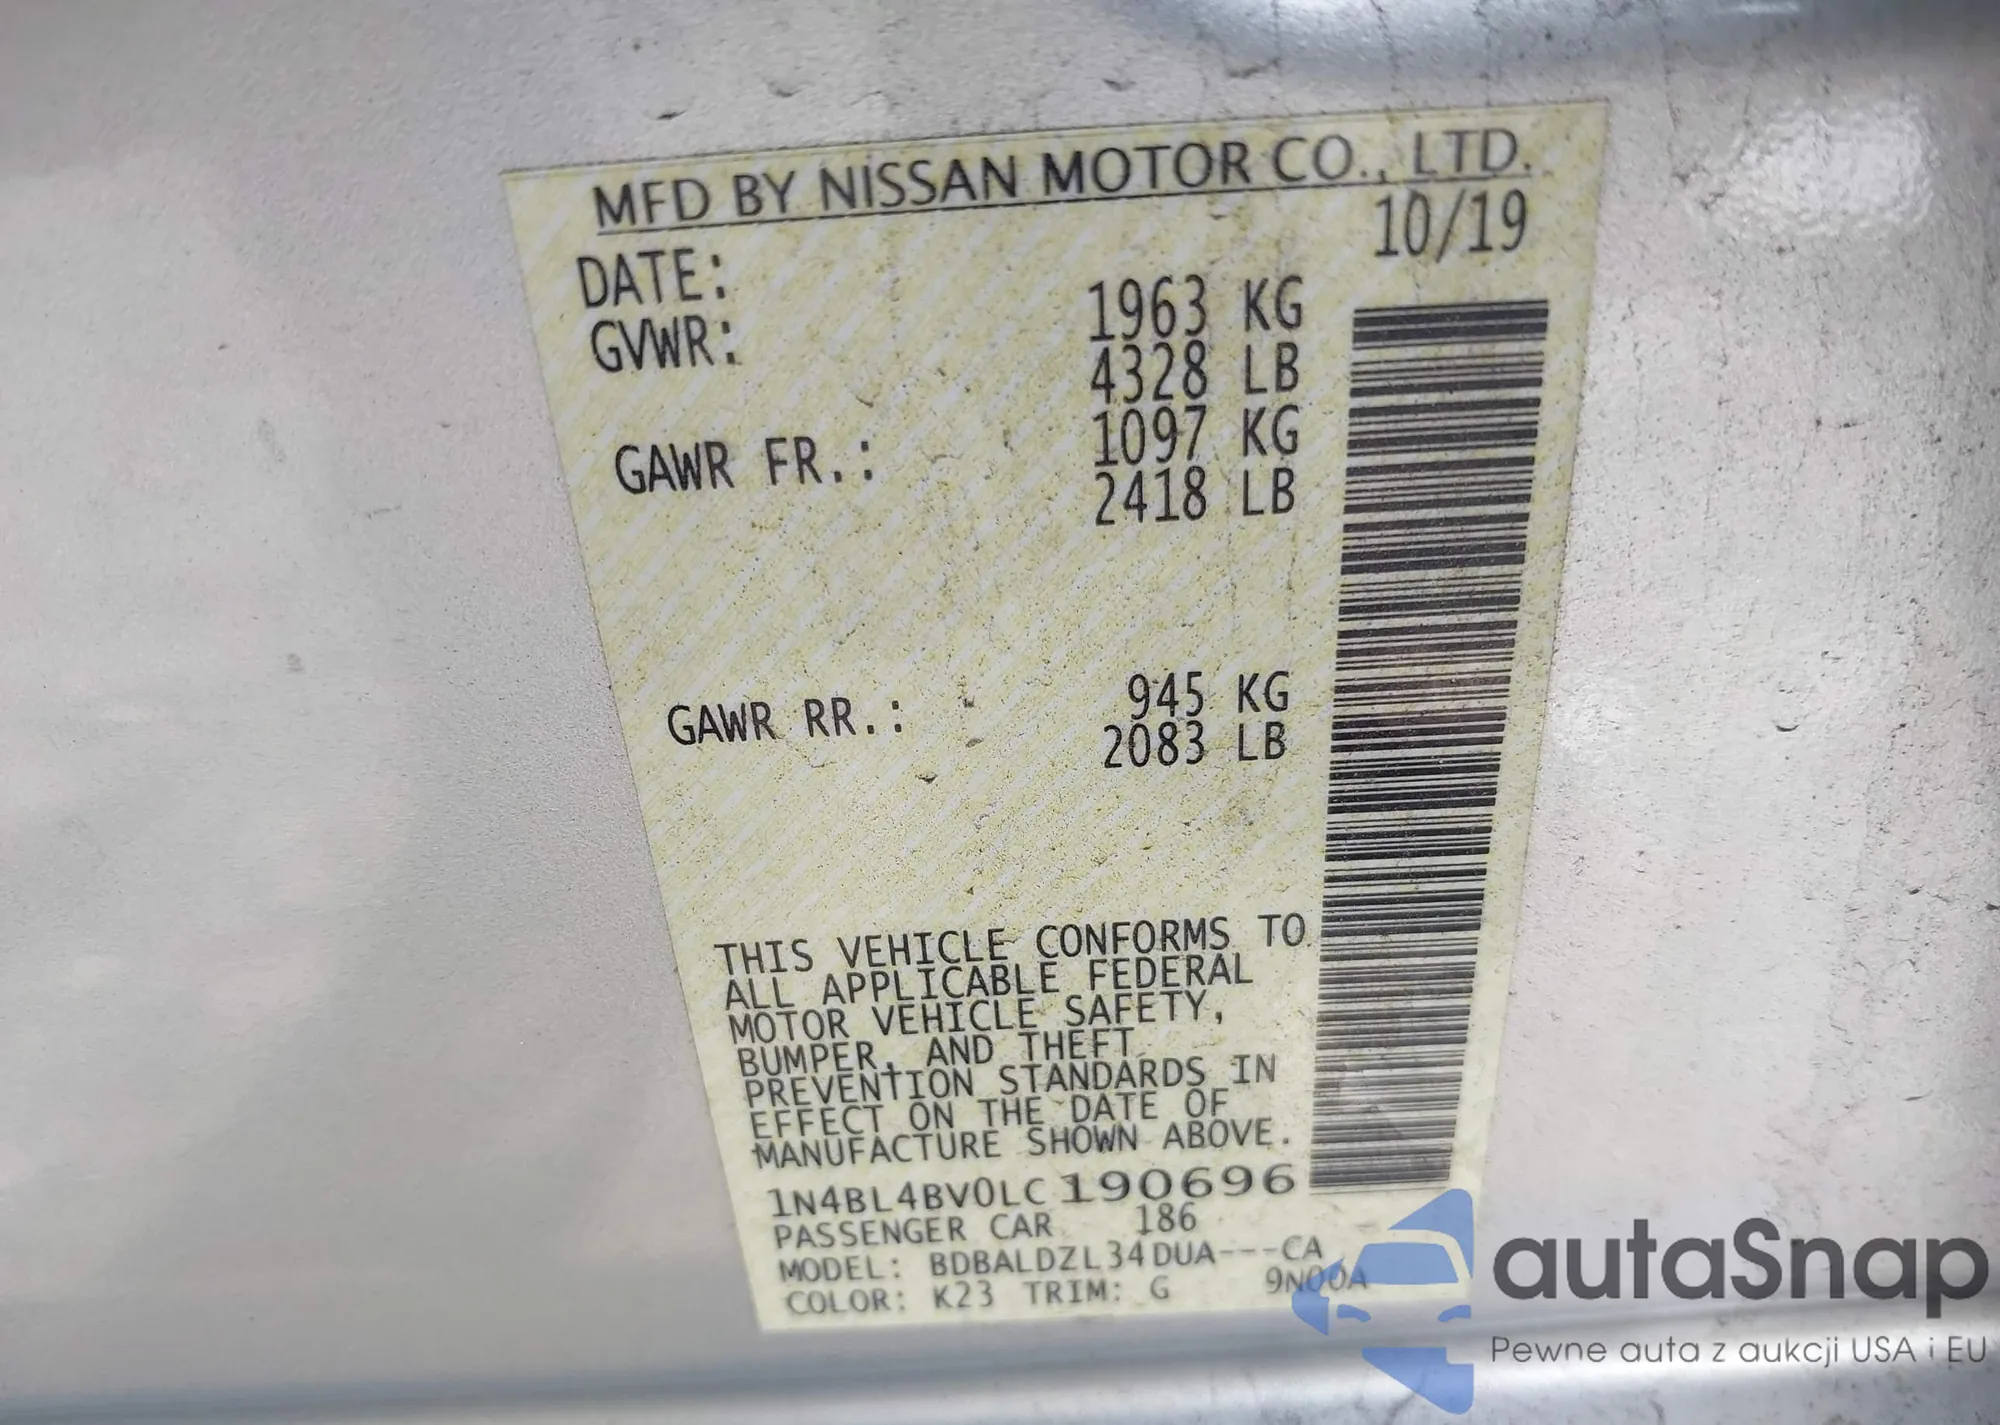 MFD BY NISSAN MOTOR CO., LTD.
DATE: 10/19
GVWR: 1963 KG
4328 LB
GAWR FR.: 1097 KG
2418 LB
GAWR RR.: 945 KG
2083 LB
THIS VEHICLE CONFORMS TO
ALL APPLICABLE FEDERAL
MOTOR VEHICLE SAFETY,
BUMPER, AND THEFT
PREVENTION STANDARDS IN
EFFECT ON THE DATE OF
MANUFACTURE SHOWN ABOVE.
1N4BL4BV0LC190696
PASSENGER CAR 186
MODEL: BDBALDZL34DUA---CA
COLOR: K23 TRIM: G 9N00A
autaSnap
Pewne auta z aukcji USA i EU